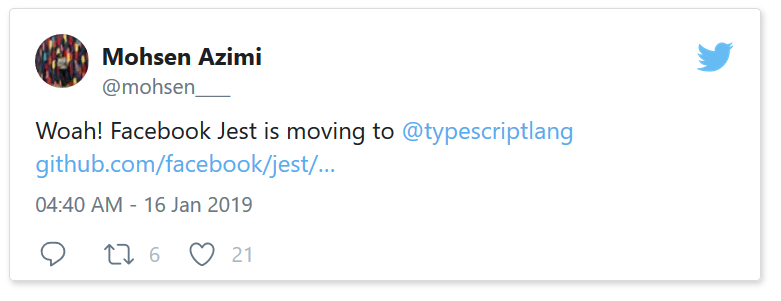 Mohsen Azimi
@mohsen____
Woah! Facebook Jest is moving to @typescriptlang
github.com/facebook/jest/…
04:40 AM - 16 Jan 2019
6 21